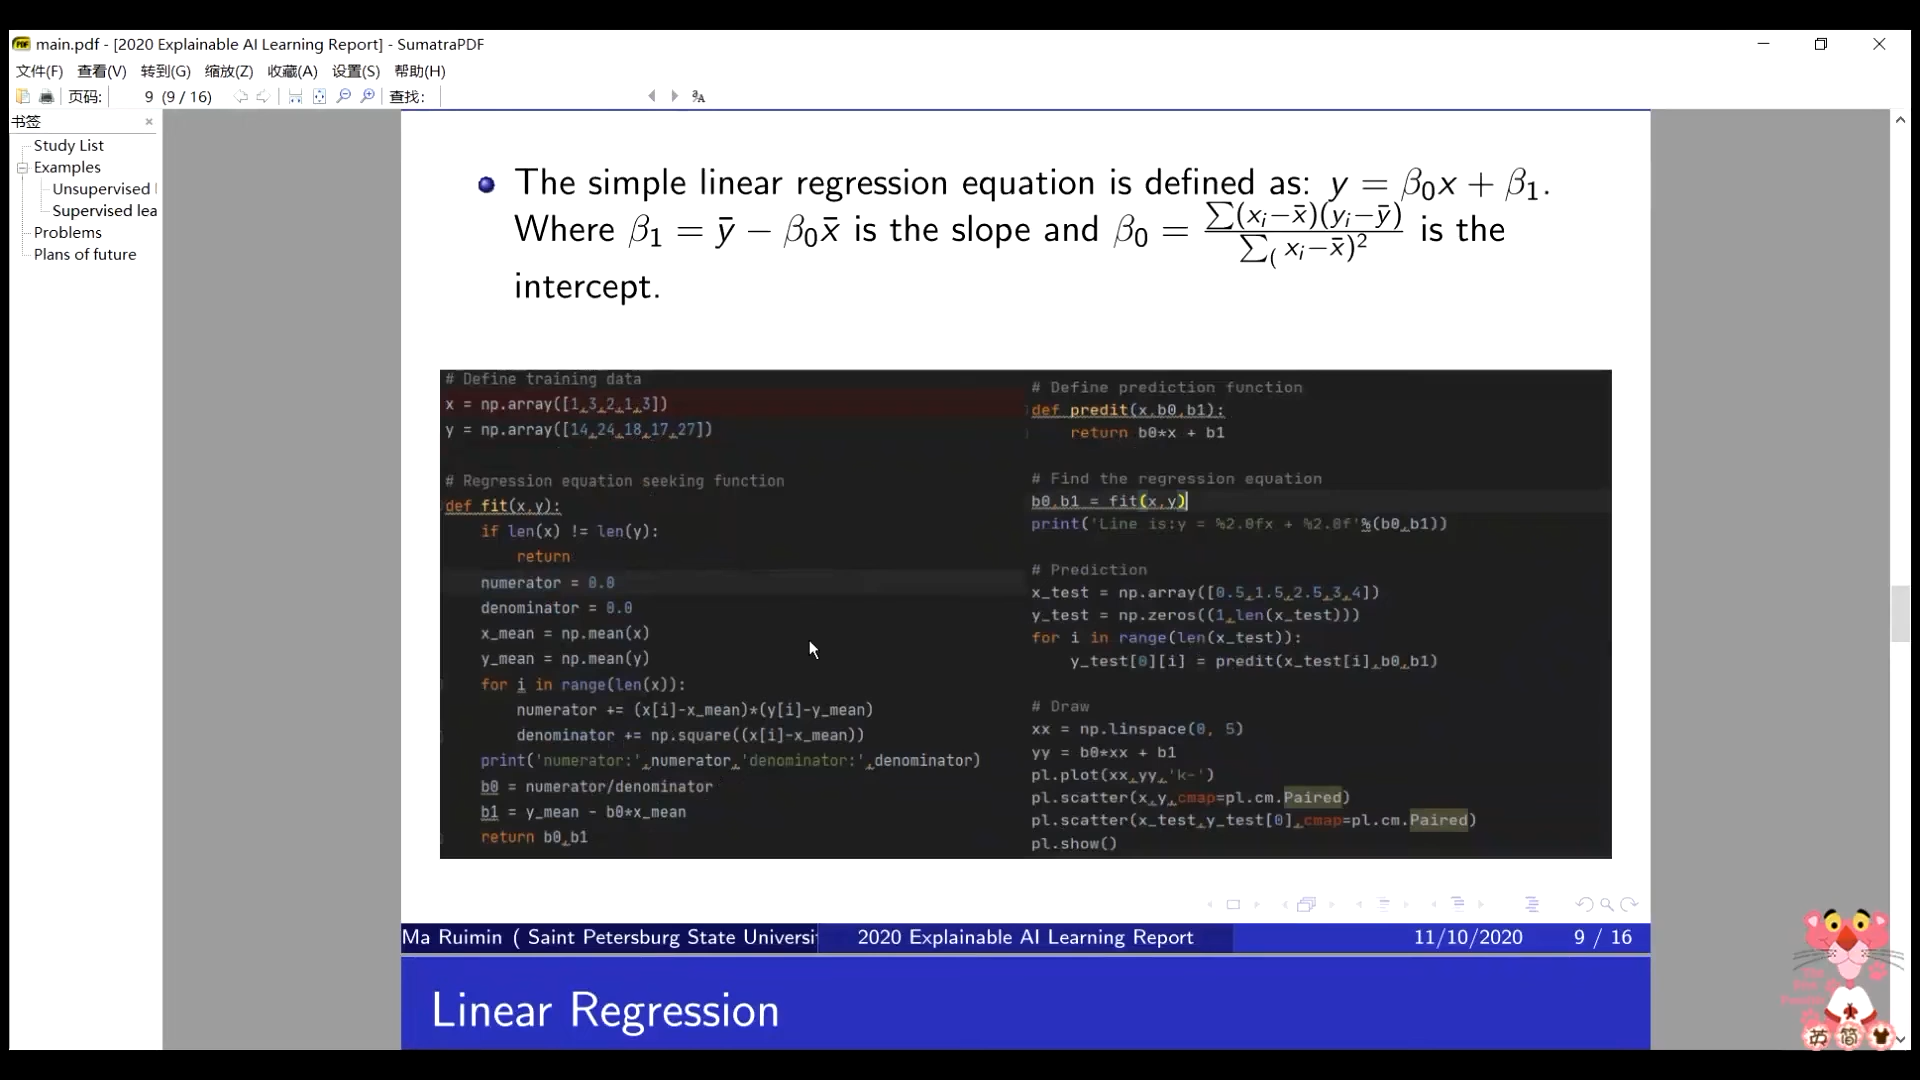 main.pdf - [2020 Explainable AI Learning Report] - SumatraPDF
文件(F) 查看(V) 转到(G) 缩放(Z) 收藏(A) 设置(S) 帮助(H)
页码: 9 (9 / 16) 查找:
书签
Study List
Examples
Unsupervised
Supervised lea
Problems
Plans of future
The simple linear regression equation is defined as: y = β₀x + β₁.
Where β₁ = ȳ − β₀x̄ is the slope and β₀ = ∑(xᵢ−x̄)(yᵢ−ȳ) / ∑₍ xᵢ−x̄)² is the
intercept.
# Define training data
x = np.array([1,3,2,1,3])
y = np.array([14,24,18,17,27])
# Regression equation seeking function
def fit(x,y):
if len(x) != len(y):
return
numerator = 0.0
denominator = 0.0
x_mean = np.mean(x)
y_mean = np.mean(y)
for i in range(len(x)):
numerator += (x[i]-x_mean)*(y[i]-y_mean)
denominator += np.square((x[i]-x_mean))
print('numerator:',numerator,'denominator:',denominator)
b0 = numerator/denominator
b1 = y_mean - b0*x_mean
return b0,b1
# Define prediction function
def predit(x,b0,b1):
return b0*x + b1
# Find the regression equation
b0,b1 = fit(x,y)
print('Line is:y = %2.0fx + %2.0f'%(b0,b1))
# Prediction
x_test = np.array([0.5,1.5,2.5,3,4])
y_test = np.zeros((1,len(x_test)))
for i in range(len(x_test)):
y_test[0][i] = predit(x_test[i],b0,b1)
# Draw
xx = np.linspace(0, 5)
yy = b0*xx + b1
pl.plot(xx,yy,'k-')
pl.scatter(x,y,cmap=pl.cm.Paired)
pl.scatter(x_test,y_test[0],cmap=pl.cm.Paired)
pl.show()
Ma Ruimin ( Saint Petersburg State Universi 2020 Explainable AI Learning Report 11/10/2020 9 / 16
Linear Regression
英 简